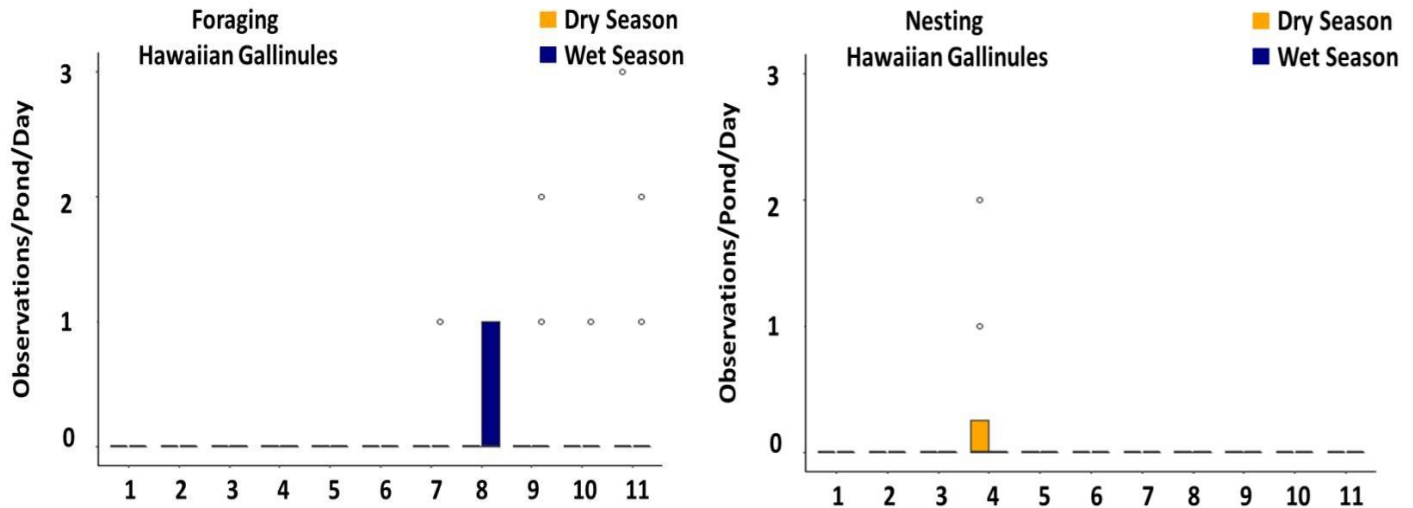 Foraging
Hawaiian Gallinules
Dry Season
Wet Season
Observations/Pond/Day
3
2
1
0
1 2 3 4 5 6 7 8 9 10 11
Nesting
Hawaiian Gallinules
Dry Season
Wet Season
Observations/Pond/Day
3
2
1
0
1 2 3 4 5 6 7 8 9 10 11